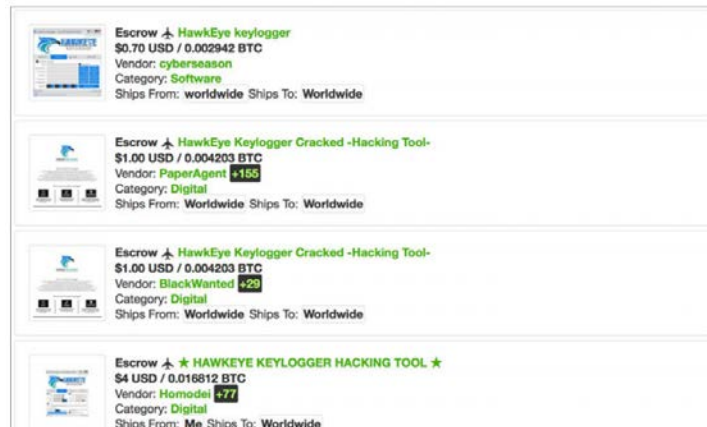 Escrow HawkEye keylogger
$0.70 USD / 0.002942 BTC
Vendor: cyberseason
Category: Software
Ships From: worldwide Ships To: Worldwide
Escrow HawkEye Keylogger Cracked -Hacking Tool-
$1.00 USD / 0.004203 BTC
Vendor: PaperAgent +155
Category: Digital
Ships From: Worldwide Ships To: Worldwide
Escrow HawkEye Keylogger Cracked -Hacking Tool-
$1.00 USD / 0.004203 BTC
Vendor: BlackWanted +29
Category: Digital
Ships From: Worldwide Ships To: Worldwide
Escrow ★ HAWKEYE KEYLOGGER HACKING TOOL ★
$4 USD / 0.016812 BTC
Vendor: Homodei +77
Category: Digital
Ships From: Me Ships To: Worldwide